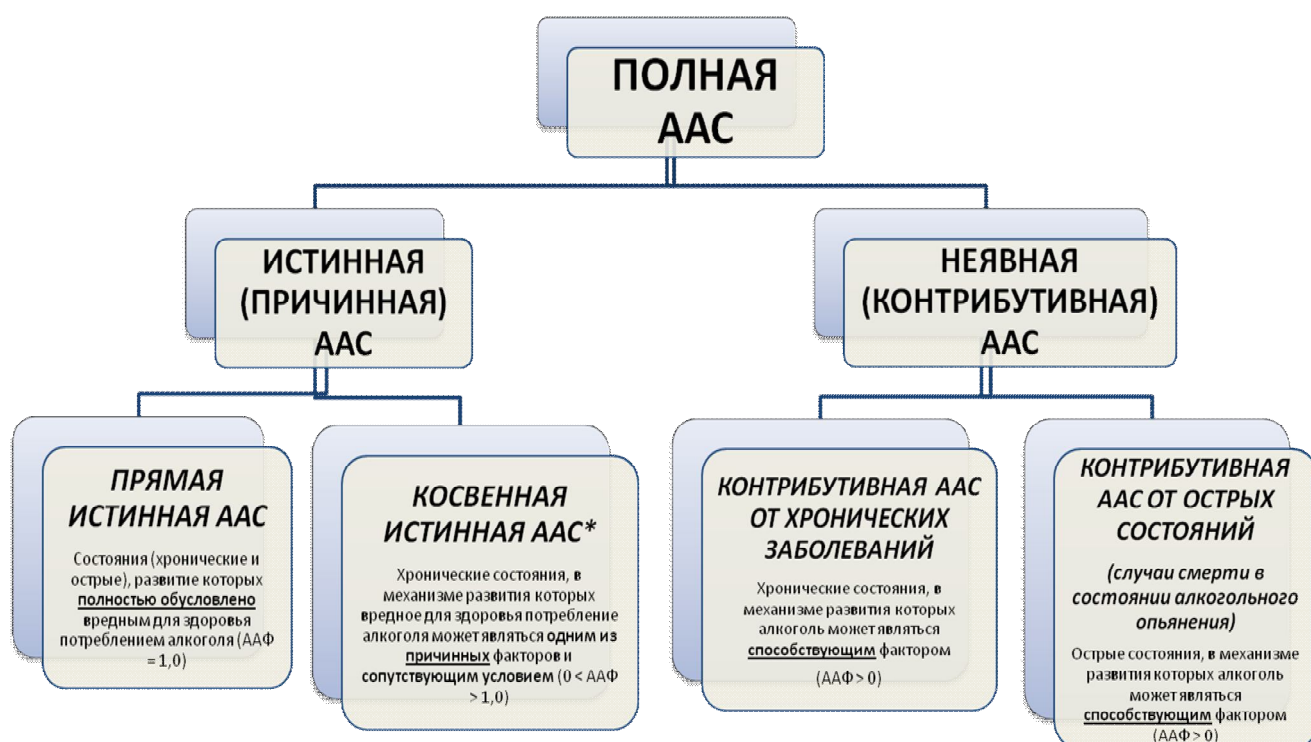 ПОЛНАЯ
ААС
ИСТИННАЯ
(ПРИЧИННАЯ)
ААС
НЕЯВНАЯ
(КОНТРИБУТИВНАЯ)
ААС
ПРЯМАЯ
ИСТИННАЯ ААС
Состояния (хронические и
острые), развитие которых
полностью обусловлено
вредным для здоровья
потреблением алкоголя (ААФ
= 1,0)
КОСВЕННАЯ
ИСТИННАЯ ААС*
Хронические состояния, в
механизме развития которых
вредное для здоровья потребление
алкоголя может являться одним из
причинных факторов и
сопутствующим условием (0 < ААФ
> 1,0)
КОНТРИБУТИВНАЯ ААС
ОТ ХРОНИЧЕСКИХ
ЗАБОЛЕВАНИЙ
Хронические состояния, в
механизме развития которых
алкоголь может являться
способствующим фактором
(ААФ > 0)
КОНТРИБУТИВНАЯ
ААС ОТ ОСТРЫХ
СОСТОЯНИЙ
(случаи смерти в
состоянии алкогольного
опьянения)
Острые состояния, в механизме
развития которых алкоголь
может являться
способствующим фактором
(ААФ > 0)